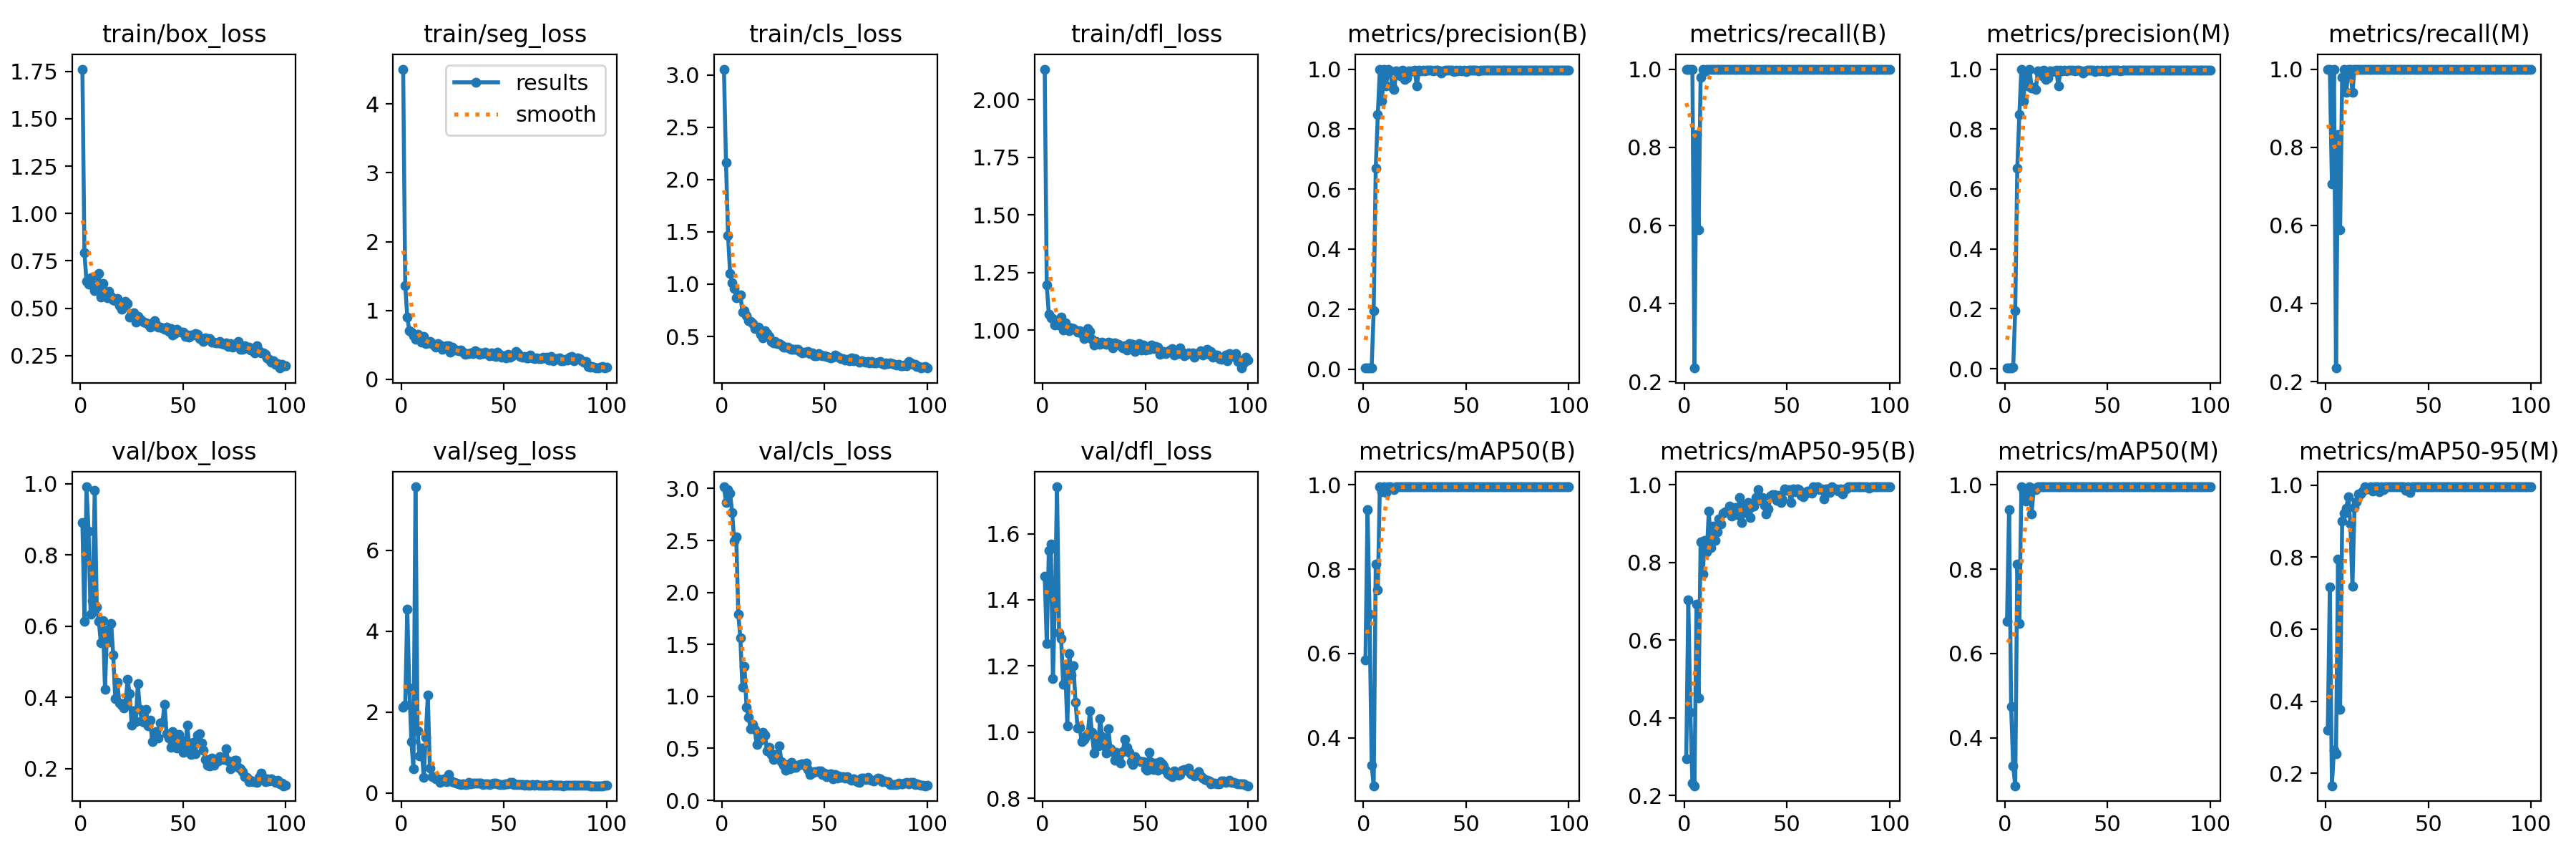 train/box_loss
train/seg_loss
train/cls_loss
train/dfl_loss
metrics/precision(B)
metrics/recall(B)
metrics/precision(M)
metrics/recall(M)
1.75
1.50
1.25
1.00
0.75
0.50
0.25
0 50 100
results
smooth
4
3
2
1
0
0 50 100
3.0
2.5
2.0
1.5
1.0
0.5
0 50 100
2.00
1.75
1.50
1.25
1.00
0 50 100
1.0
0.8
0.6
0.4
0.2
0.0
0 50 100
1.0
0.8
0.6
0.4
0.2
0 50 100
1.0
0.8
0.6
0.4
0.2
0.0
0 50 100
1.0
0.8
0.6
0.4
0.2
0 50 100
val/box_loss
val/seg_loss
val/cls_loss
val/dfl_loss
metrics/mAP50(B)
metrics/mAP50-95(B)
metrics/mAP50(M)
metrics/mAP50-95(M)
1.0
0.8
0.6
0.4
0.2
0 50 100
6
4
2
0
0 50 100
3.0
2.5
2.0
1.5
1.0
0.5
0.0
0 50 100
1.6
1.4
1.2
1.0
0.8
0 50 100
1.0
0.8
0.6
0.4
0 50 100
1.0
0.8
0.6
0.4
0.2
0 50 100
1.0
0.8
0.6
0.4
0 50 100
1.0
0.8
0.6
0.4
0.2
0 50 100